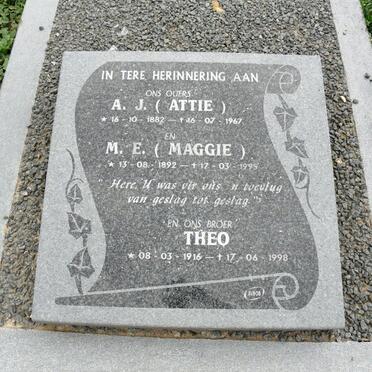 IN TERE HERINNERING AAN
ONS OUERS
A. J. ( ATTIE )
★ 16-10-1882 — ✝ 6-07-1967
EN
M. E. ( MAGGIE )
★ 13-08-1892 — ✝ 17-03-1995
"Here, U was vir ons 'n toevlug
van geslag tot geslag"
EN ONS BROER
THEO
★ 08-03-1916 — ✝ 17-06-1998